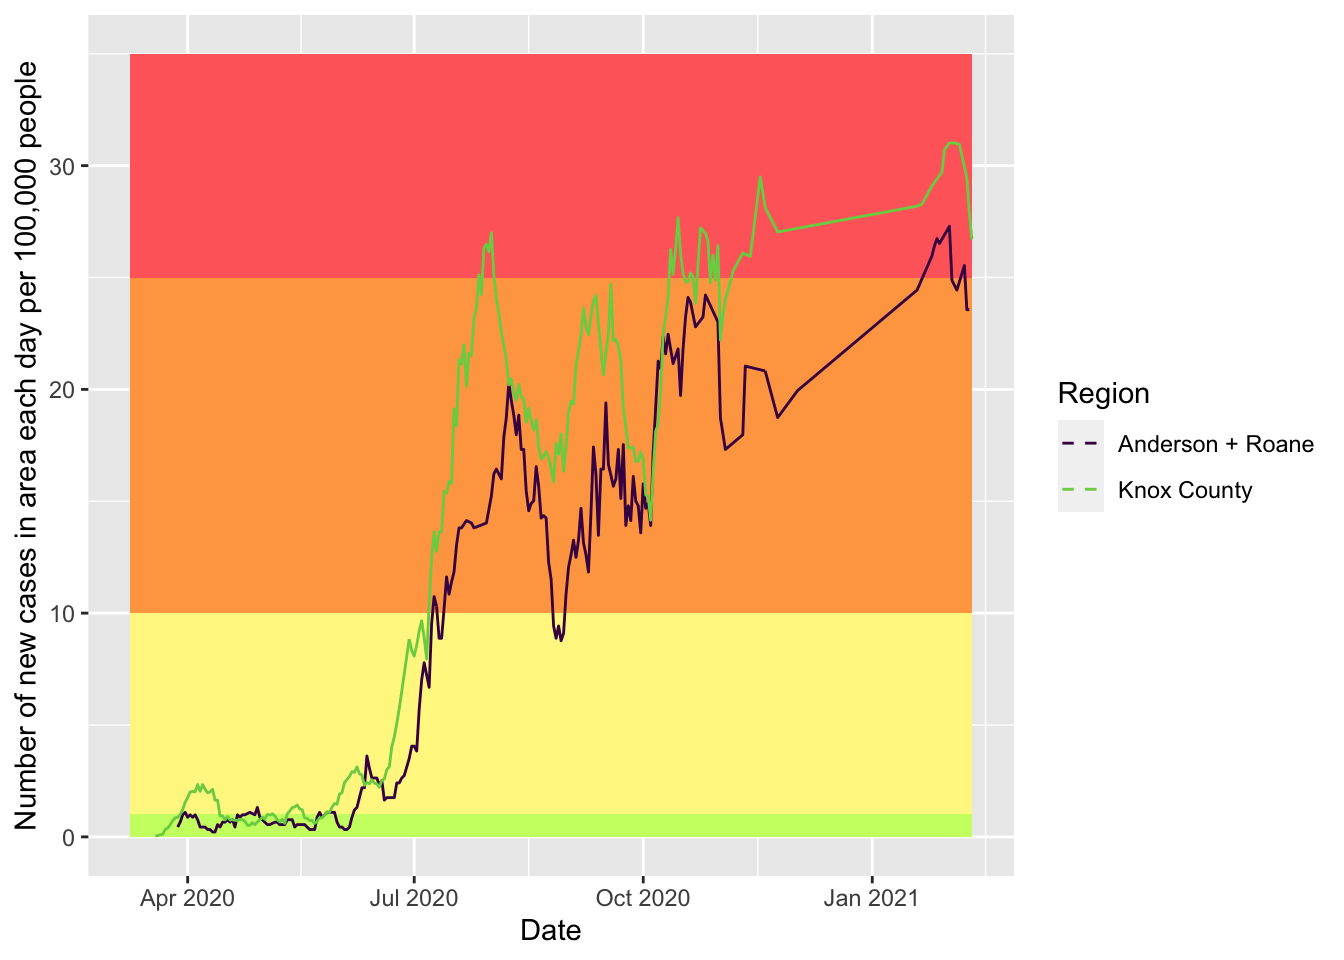 Number of new cases in area each day per 100,000 people
30
20
10
0
Apr 2020
Jul 2020
Oct 2020
Jan 2021
Date
Region
Anderson + Roane
Knox County